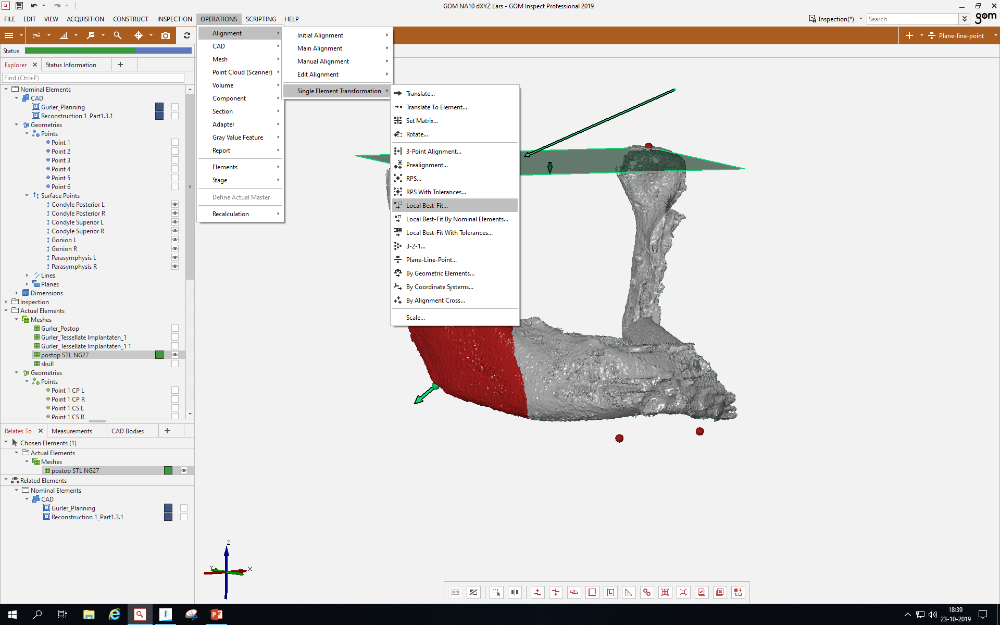 GOM NA10 dXYZ Lars - GOM Inspect Professional 2019
FILE EDIT VIEW ACQUISITION CONSTRUCT INSPECTION OPERATIONS SCRIPTING HELP
Inspection(*)
Search
gom
Plane-line-point
Status
Explorer
Status Information
Find (Ctrl+F)
Nominal Elements
CAD
Gurler_Planning
Reconstruction 1_Part1.3.1
Geometries
Points
Point 1
Point 2
Point 3
Point 4
Point 5
Point 6
Surface Points
Condyle Posterior L
Condyle Posterior R
Condyle Superior L
Condyle Superior R
Gonion L
Gonion R
Parasymphysis L
Parasymphysis R
Lines
Planes
Dimensions
Inspection
Actual Elements
Meshes
Gurler_Postop
Gurler_Tessellate Implantaten_1
Gurler_Tessellate Implantaten_1 1
postop STL NG27
skull
Geometries
Points
Point 1 CP L
Point 1 CP R
Point 1 CS L
Point 1 CS R
Relates To
Measurements
CAD Bodies
Chosen Elements (1)
Actual Elements
Meshes
postop STL NG27
Related Elements
Nominal Elements
CAD
Gurler_Planning
Reconstruction 1_Part1.3.1
Alignment
CAD
Mesh
Point Cloud (Scanner)
Volume
Component
Section
Adapter
Gray Value Feature
Report
Elements
Stage
Define Actual Master
Recalculation
Initial Alignment
Main Alignment
Manual Alignment
Edit Alignment
Single Element Transformation
Translate...
Translate To Element...
Set Matrix...
Rotate...
3-Point Alignment...
Prealignment...
RPS...
RPS With Tolerances...
Local Best-Fit...
Local Best-Fit By Nominal Elements...
Local Best-Fit With Tolerances...
3-2-1...
Plane-Line-Point...
By Geometric Elements...
By Coordinate Systems...
By Alignment Cross...
Scale...
Z
Y
X
18:39
23-10-2019